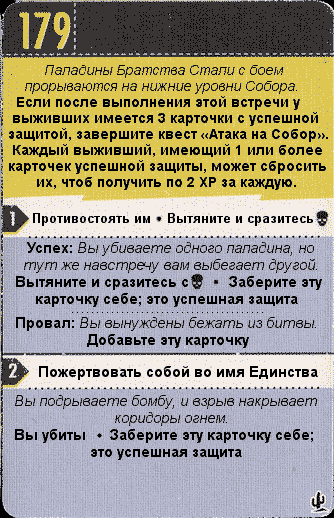 179
Паладины Братства Стали с боем
прорываются на нижние уровни Собора.
Если после выполнения этой встречи у
выживших имеется 3 карточки с успешной
защитой, завершите квест «Атака на Собор».
Каждый выживший, имеющий 1 или более
карточек успешной защиты, может сбросить
их, чтоб получить по 2 XP за каждую.
1 Противостоять им • Вытяните и сразитесь
Успех: Вы убиваете одного паладина, но
тут же навстречу вам выбегает другой.
Вытяните и сразитесь с • Заберите эту
карточку себе; это успешная защита
Провал: Вы вынуждены бежать из битвы.
Добавьте эту карточку
2 Пожертвовать собой во имя Единства
Вы подрываете бомбу, и взрыв накрывает
коридоры огнем.
Вы убиты • Заберите эту карточку себе;
это успешная защита